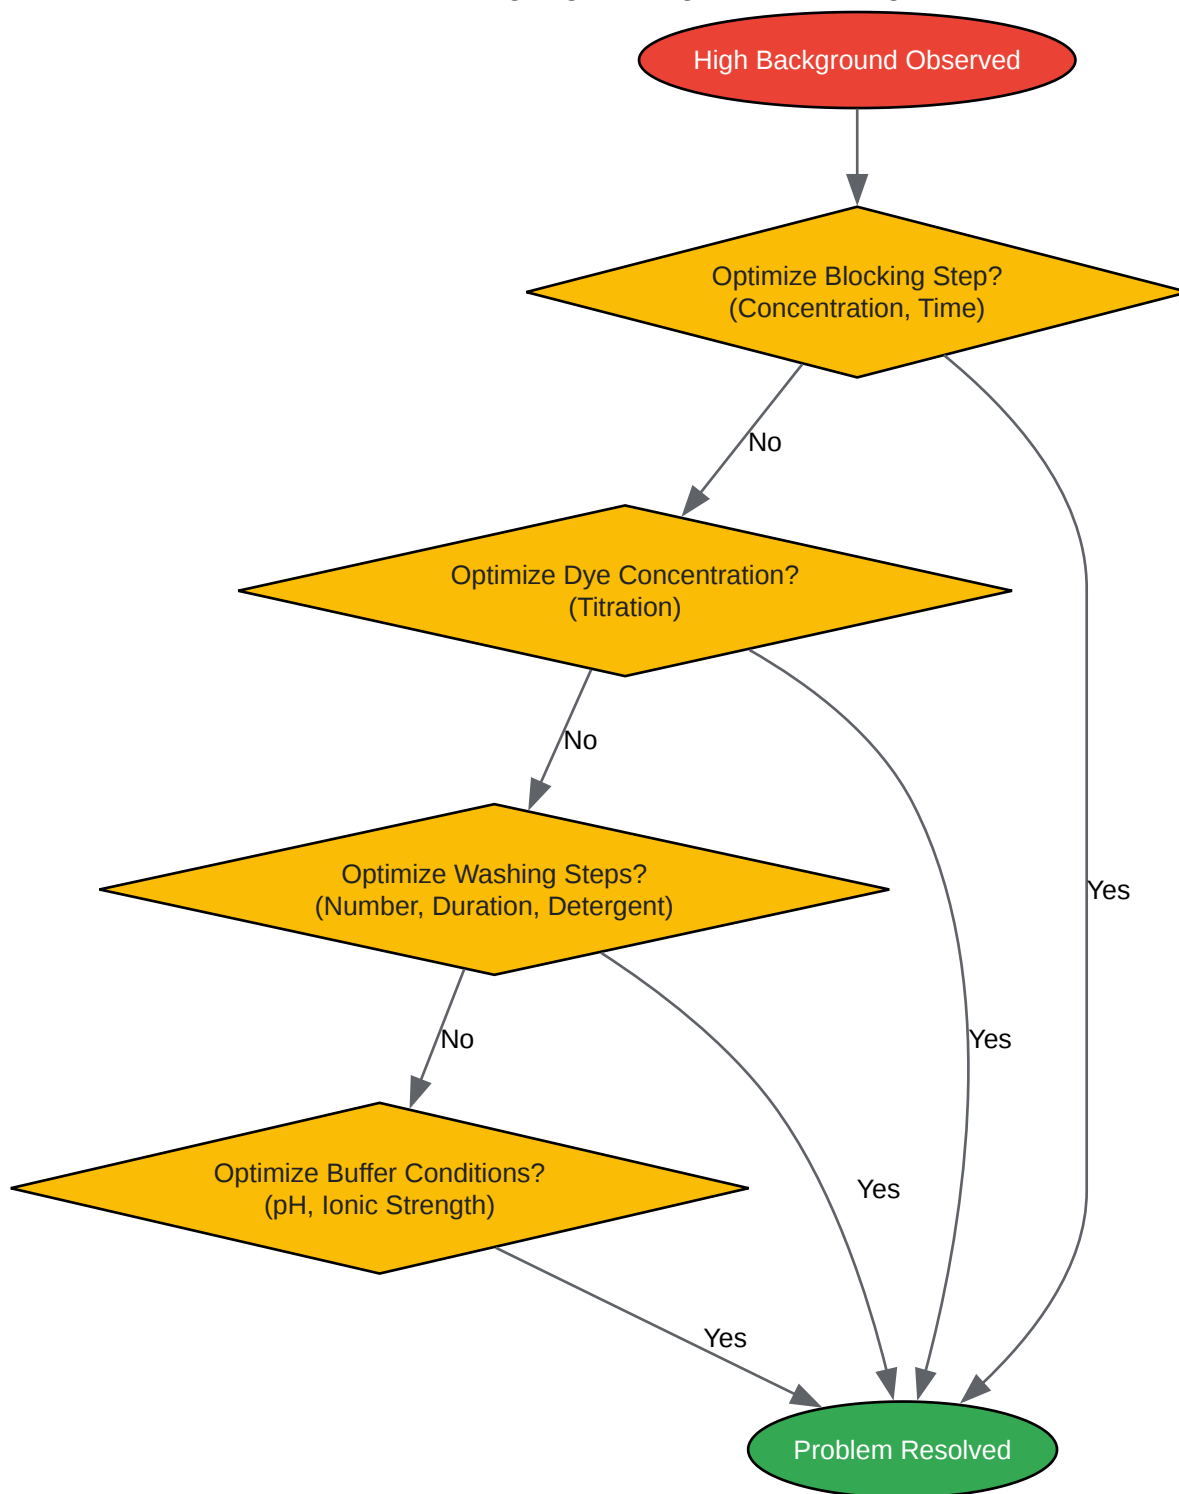 High Background Observed
Optimize Blocking Step?
(Concentration, Time)
No
Optimize Dye Concentration?
(Titration)
No
Optimize Washing Steps?
(Number, Duration, Detergent)
Yes
No
Yes
Optimize Buffer Conditions?
(pH, Ionic Strength)
Yes
Yes
Problem Resolved